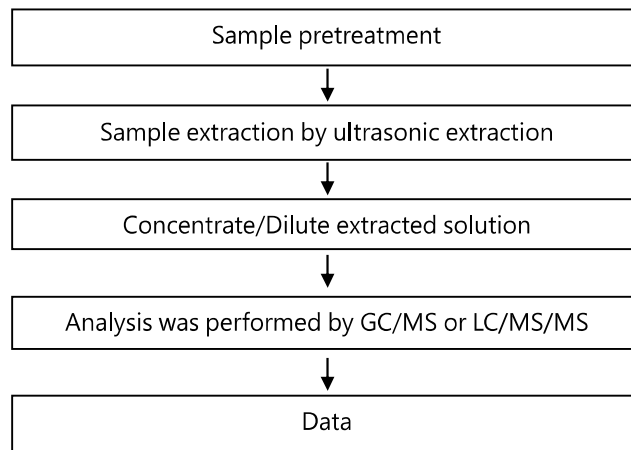 Sample pretreatment
Sample extraction by ultrasonic extraction
Concentrate/Dilute extracted solution
Analysis was performed by GC/MS or LC/MS/MS
Data